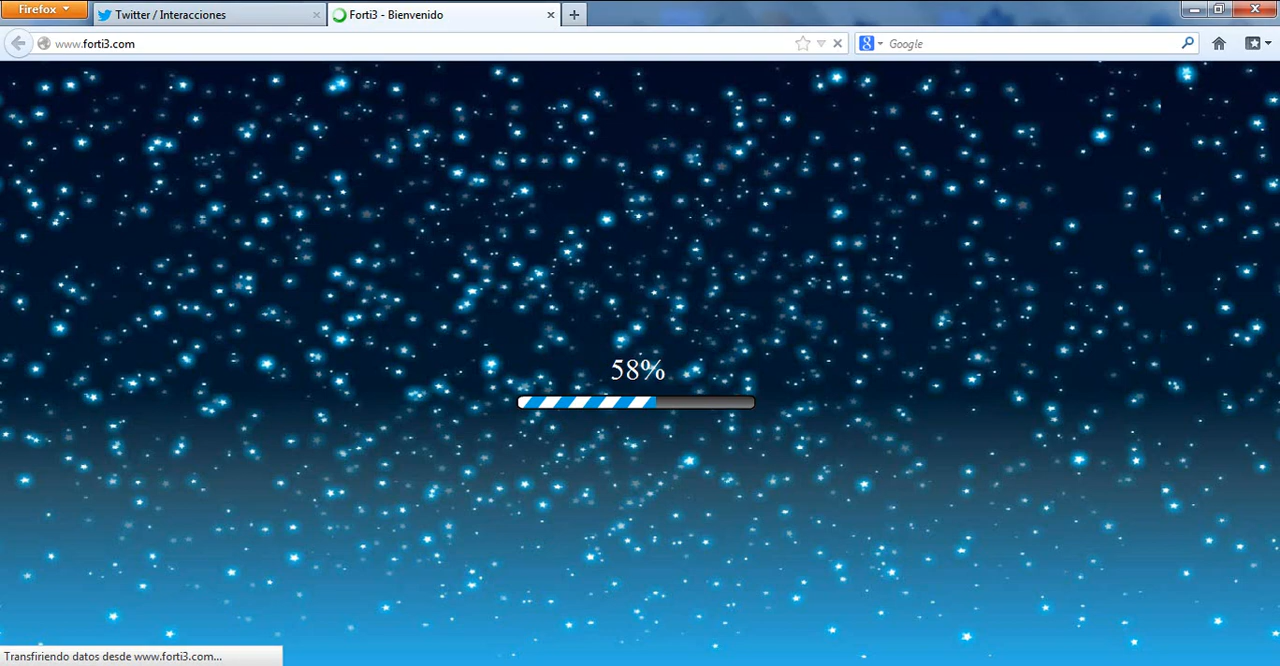 Firefox
Twitter / Interacciones
Forti3 - Bienvenido
www.forti3.com
Google
58%
Transfiriendo datos desde www.forti3.com...